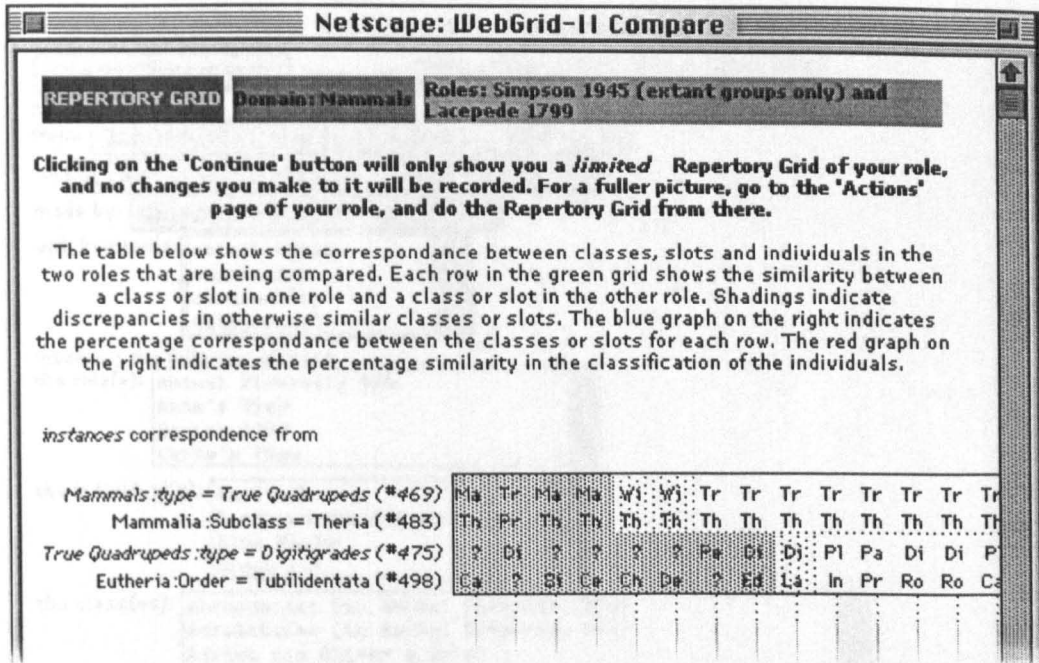 Netscape: WebGrid-II Compare
REPERTORY GRID Domain: Mammals Roles: Simpson 1945 (extant groups only) and
Lacepede 1799
Clicking on the 'Continue' button will only show you a limited Repertory Grid of your role,
and no changes you make to it will be recorded. For a fuller picture, go to the 'Actions'
page of your role, and do the Repertory Grid from there.
The table below shows the correspondance between classes, slots and individuals in the
two roles that are being compared. Each row in the green grid shows the similarity between
a class or slot in one role and a class or slot in the other role. Shadings indicate
discrepancies in otherwise similar classes or slots. The blue graph on the right indicates
the percentage correspondance between the classes or slots for each row. The red graph on
the right indicates the percentage similarity in the classification of the individuals.
instances correspondence from
Mammals:type = True Quadrupeds (#469) Ma Tr Ma Ma Wi Wi Tr Tr Tr Tr Tr Tr Tr Tr
Mammalia:Subclass = Theria (#483) Th Pr Th Th Th Th Th Th Th Th Th Th Th Th
True Quadrupeds:type = Digitigrades (#475) ? Di ? ? ? ? Pe Di Di Pl Pa Di Di
Eutheria:Order = Tubilidentata (#498) Ca ? Si Ce Ch De ? Ed La In Pr Ro Ro Ca